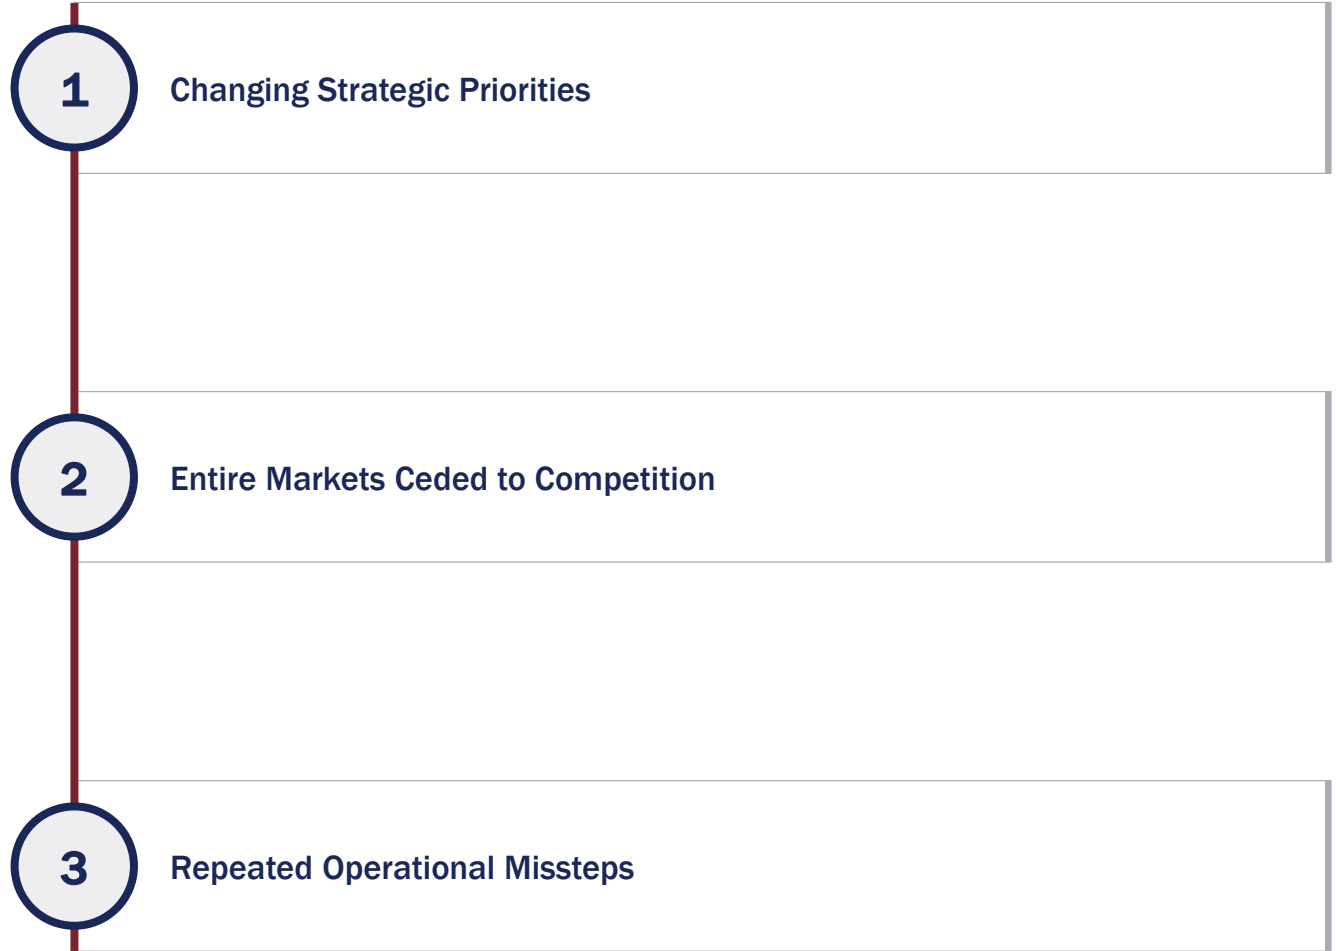 1
Changing Strategic Priorities
2
Entire Markets Ceded to Competition
3
Repeated Operational Missteps